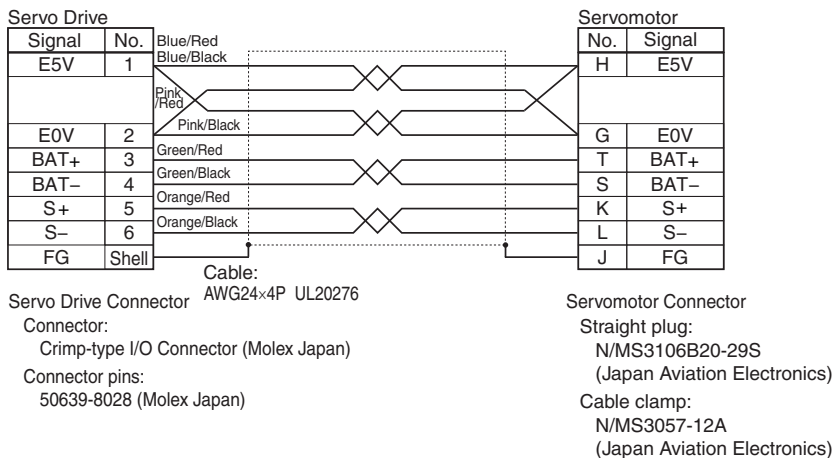 Servo Drive
Signal No.
E5V 1
E0V 2
BAT+ 3
BAT− 4
S+ 5
S− 6
FG Shell
Blue/Red
Blue/Black
Pink
/Red
Pink/Black
Green/Red
Green/Black
Orange/Red
Orange/Black
Cable:
AWG24×4P UL20276
Servomotor
No. Signal
H E5V
G E0V
T BAT+
S BAT−
K S+
L S−
J FG
Servo Drive Connector
Connector:
Crimp-type I/O Connector (Molex Japan)
Connector pins:
50639-8028 (Molex Japan)
Servomotor Connector
Straight plug:
N/MS3106B20-29S
(Japan Aviation Electronics)
Cable clamp:
N/MS3057-12A
(Japan Aviation Electronics)